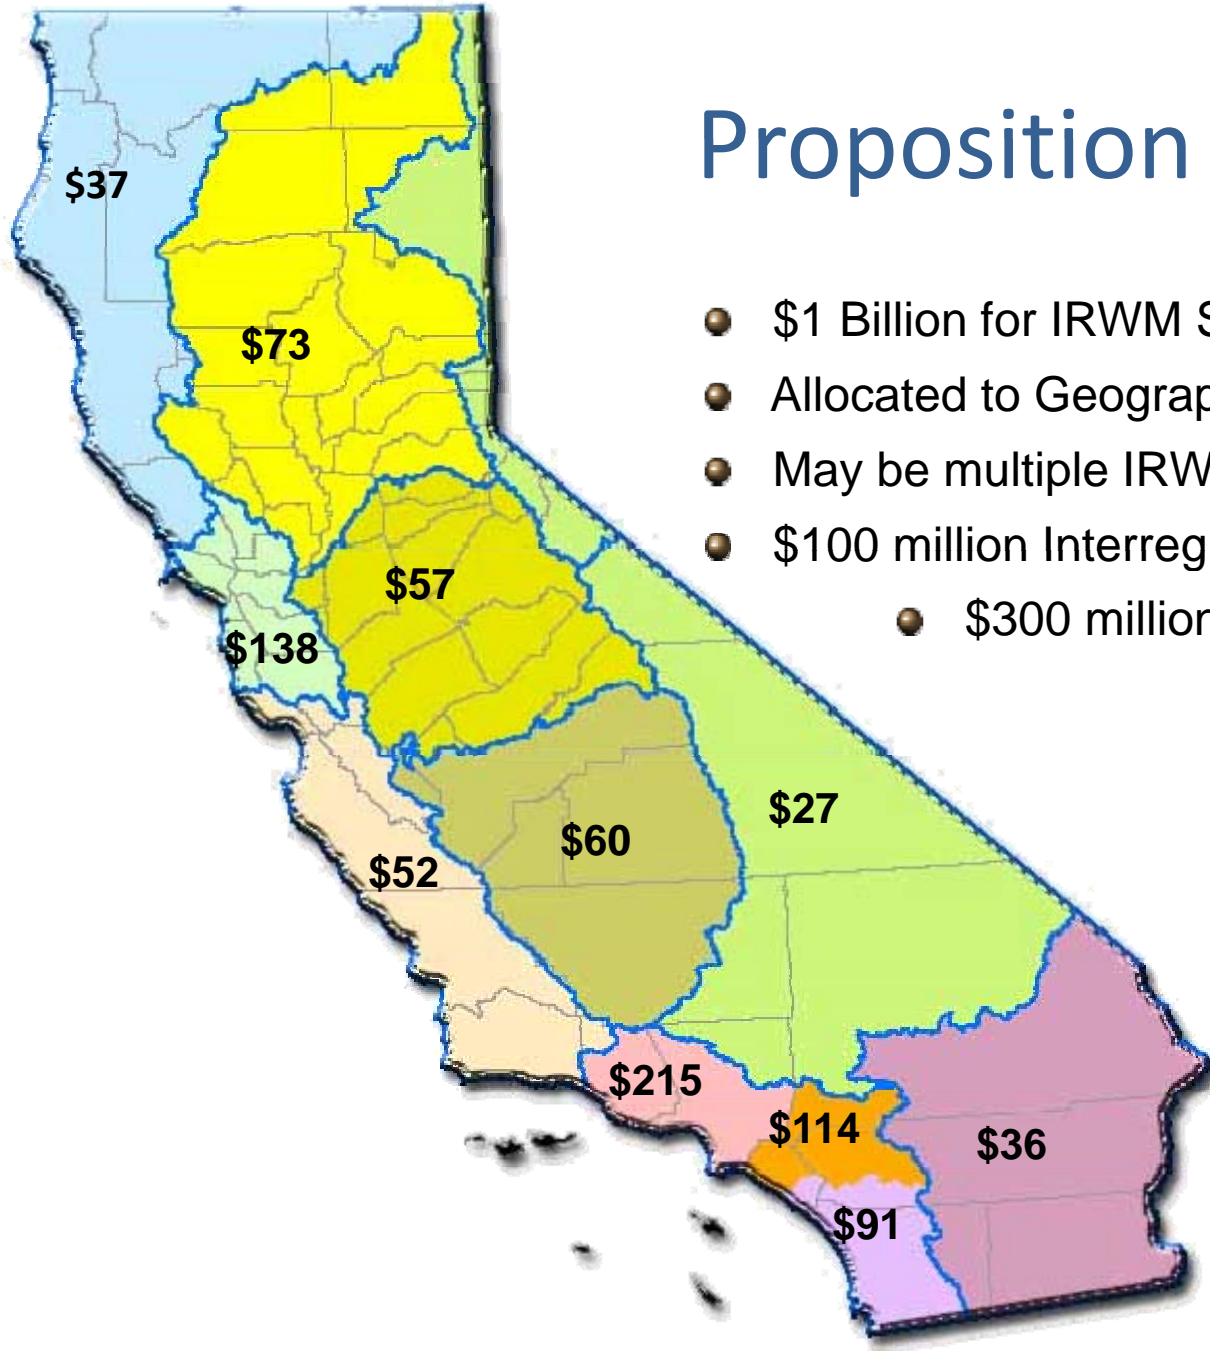 Proposition
$1 Billion for IRWM S
Allocated to Geograp
May be multiple IRW
$100 million Interreg
$300 million
$37
$73
$57
$138
$27
$60
$52
$215
$114
$36
$91